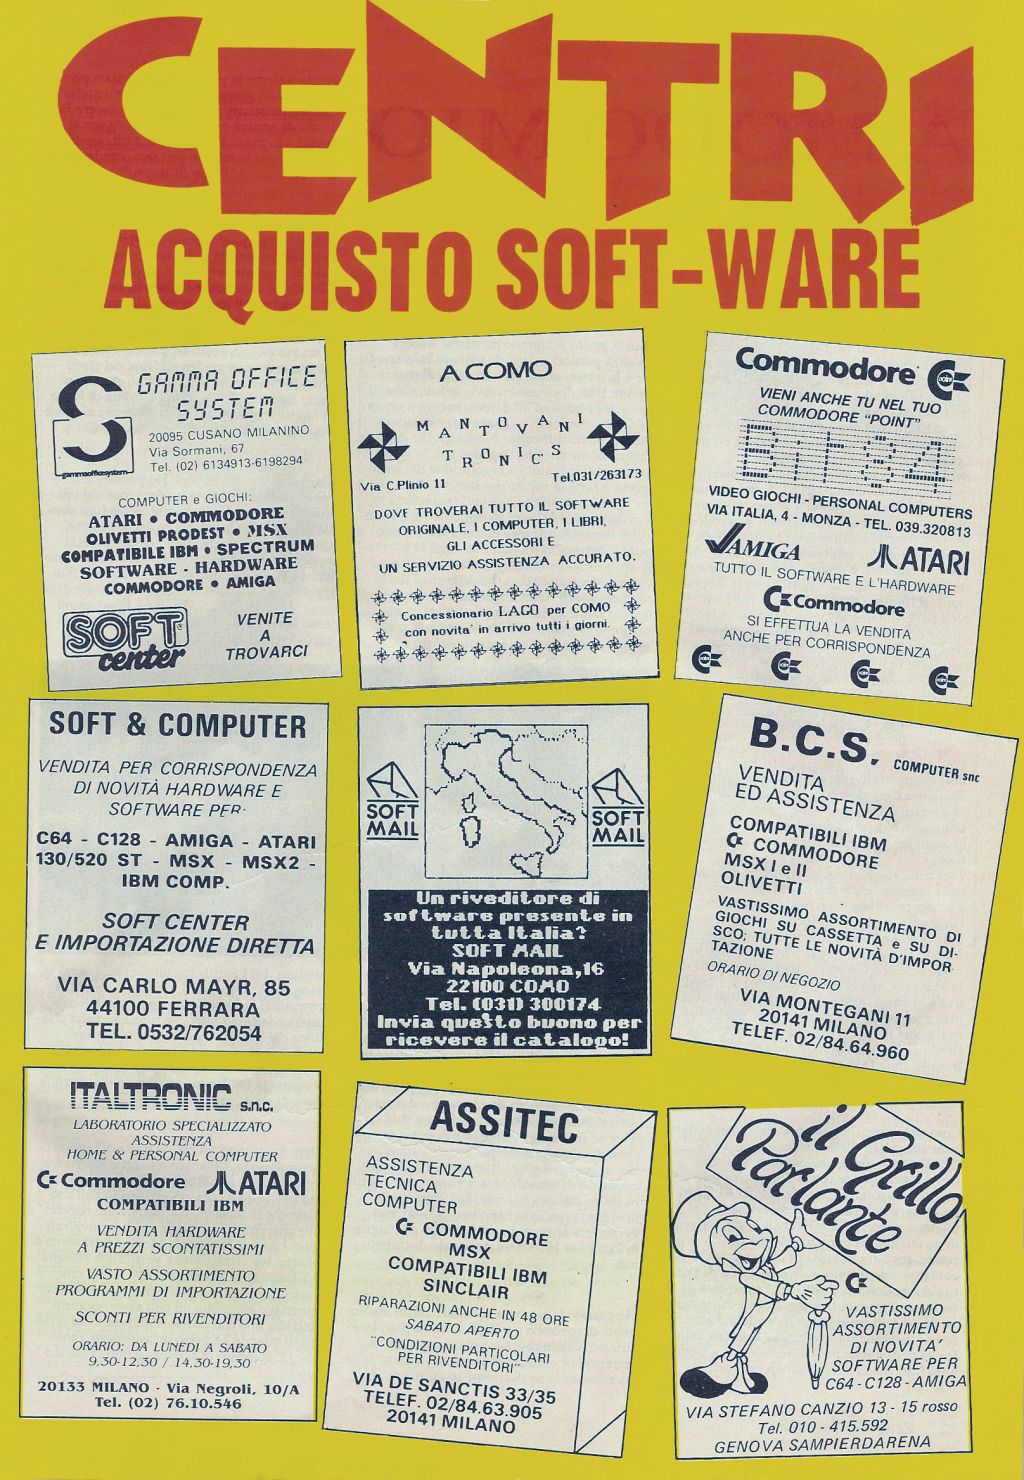 CENTRI
ACQUISTO SOFT-WARE
GAMMA OFFICE
SYSTEM
20095 CUSANO MILANINO
Via Sormani, 67
Tel. (02) 6134913-6198294
gammaofficesystem
COMPUTER e GIOCHI:
ATARI • COMMODORE
OLIVETTI PRODEST • MSX
COMPATIBILE IBM • SPECTRUM
SOFTWARE - HARDWARE
COMMODORE • AMIGA
SOFT
center
VENITE
A
TROVARCI
A COMO
MANTOVANI
TRONIC'S
Via C.Plinio 11
Tel.031/263173
DOVE TROVERAI TUTTO IL SOFTWARE
ORIGINALE, I COMPUTER, I LIBRI,
GLI ACCESSORI E
UN SERVIZIO ASSISTENZA ACCURATO.
Concessionario LAGO per COMO
con novita' in arrivo tutti i giorni.
Commodore point
VIENI ANCHE TU NEL TUO
COMMODORE "POINT"
BIT84
VIDEO GIOCHI - PERSONAL COMPUTERS
VIA ITALIA, 4 - MONZA - TEL. 039.320813
AMIGA ATARI
TUTTO IL SOFTWARE E L'HARDWARE
Commodore
SI EFFETTUA LA VENDITA
ANCHE PER CORRISPONDENZA
SOFT & COMPUTER
VENDITA PER CORRISPONDENZA
DI NOVITÀ HARDWARE E
SOFTWARE PER:
C64 - C128 - AMIGA - ATARI
130/520 ST - MSX - MSX2 -
IBM COMP.
SOFT CENTER
E IMPORTAZIONE DIRETTA
VIA CARLO MAYR, 85
44100 FERRARA
TEL. 0532/762054
SOFT
MAIL
SOFT
MAIL
Un riveditore di
software presente in
tutta Italia?
SOFT MAIL
Via Napoleona,16
22100 COMO
Tel. (031) 300174
Invia questo buono per
ricevere il catalogo!
B.C.S. COMPUTER snc
VENDITA
ED ASSISTENZA
COMPATIBILI IBM
COMMODORE
MSX I e II
OLIVETTI
VASTISSIMO ASSORTIMENTO DI
GIOCHI SU CASSETTA e SU DI-
SCO; TUTTE LE NOVITÀ D'IMPOR-
TAZIONE
ORARIO DI NEGOZIO
VIA MONTEGANI 11
20141 MILANO
TELEF. 02/84.64.960
ITALTRONIC s.n.c.
LABORATORIO SPECIALIZZATO
ASSISTENZA
HOME & PERSONAL COMPUTER
Commodore ATARI
COMPATIBILI IBM
VENDITA HARDWARE
A PREZZI SCONTATISSIMI
VASTO ASSORTIMENTO
PROGRAMMI DI IMPORTAZIONE
SCONTI PER RIVENDITORI
ORARIO: DA LUNEDI A SABATO
9,30-12,30 / 14,30-19,30
20133 MILANO - Via Negroli, 10/A
Tel. (02) 76.10.546
ASSITEC
ASSISTENZA
TECNICA
COMPUTER
COMMODORE
MSX
COMPATIBILI IBM
SINCLAIR
RIPARAZIONI ANCHE IN 48 ORE
SABATO APERTO
"CONDIZIONI PARTICOLARI
PER RIVENDITORI"
VIA DE SANCTIS 33/35
TELEF. 02/84.63.905
20141 MILANO
il Grillo
Parlante
VASTISSIMO
ASSORTIMENTO
DI NOVITA'
SOFTWARE PER
C64 - C128 - AMIGA
VIA STEFANO CANZIO 13 - 15 rosso
Tel. 010 - 415.592
GENOVA SAMPIERDARENA